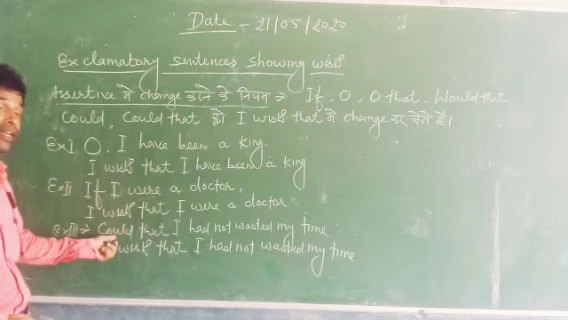 Date - 21/05/2020
Exclamatory sentences showing wish
Assertive में change करने के नियम ⇒ If, O, O that, Would that
Could, Could that को I wish that में change कर देते हैं।
Ex I O, I have been a king.
I wish that I have been a king
Ex II If I were a doctor.
I wish that I were a doctor.
Ex III ⇒ Could that I had not wasted my time
wish that I had not wasted my time